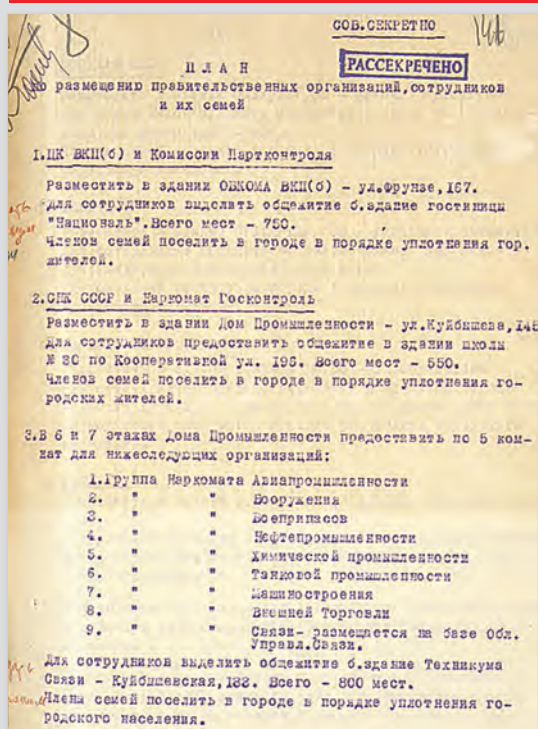 СОВ.СЕКРЕТНО
146
РАССЕКРЕЧЕНО
П Л А Н
по размещению правительственных организаций,сотрудников
и их семей
I.ЦК ВКП(б) и Комиссии Партконтроля
Разместить в здании ОБКОМА ВКП(б) - ул.Фрунзе,167.
Для сотрудников выделить общежитие б.здание гостиницы
"Националь".Всего мест - 750.
Членов семей поселить в городе в порядке уплотнения гор.
жителей.
2.СНК СССР и Наркомат Госконтроль
Разместить в здании Дом Промышленности - ул.Куйбышева,145
Для сотрудников предоставить общежитие в здании школы
№ 30 по Кооперативной ул. 196. Всего мест - 550.
Членов семей поселить в городе в порядке уплотнения го-
родских жителей.
3.В 6 и 7 этажах Дома Промышленности предоставить по 5 ком-
нат для нижеследующих организаций:
1.Группа Наркомата Авиапромышленности
2. " " Вооружения
3. " " Боеприпасов
4. " " Нефтепромышленности
5. " " Химической промышленности
6. " " Танковой промышленности
7. " " Машиностроения
8. " " Внешней Торговли
9. " " Связи- размещается на базе Обл.
Управл.Связи.
Для сотрудников выделить общежитие б.здание Техникума
Связи - Куйбышевская,132. Всего - 800 мест.
Члены семей поселить в городе в порядке уплотнения го-
родского населения.